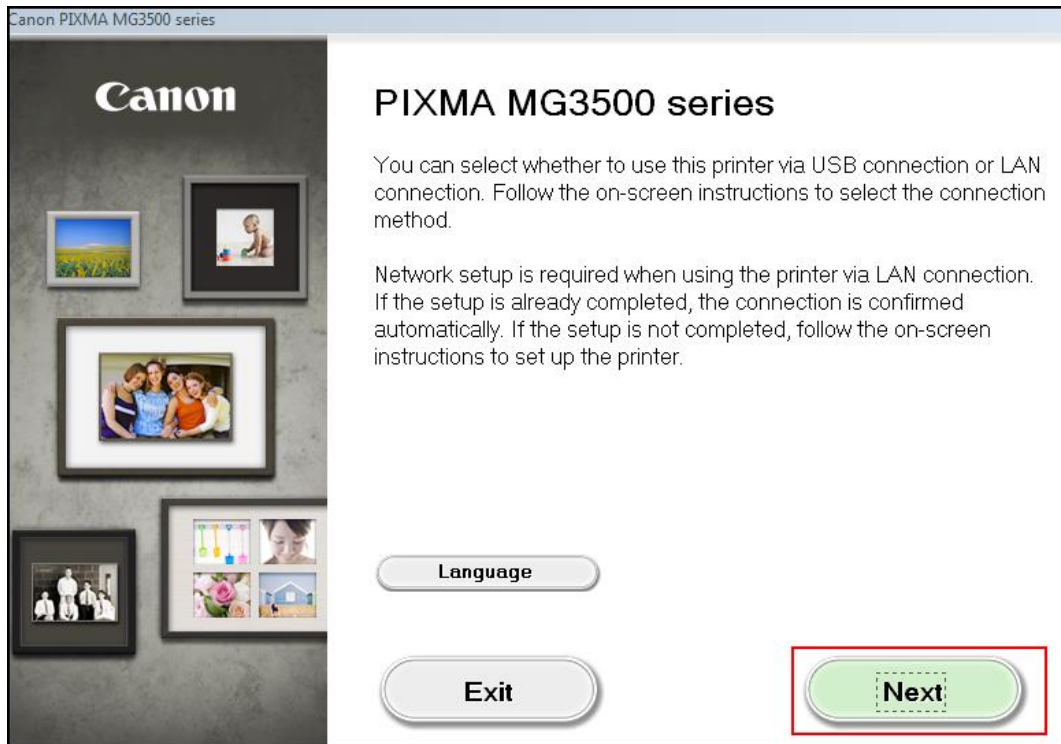 Canon PIXMA MG3500 series
Canon
PIXMA MG3500 series
You can select whether to use this printer via USB connection or LAN
connection. Follow the on-screen instructions to select the connection
method.
Network setup is required when using the printer via LAN connection.
If the setup is already completed, the connection is confirmed
automatically. If the setup is not completed, follow the on-screen
instructions to set up the printer.
Language
Exit
Next